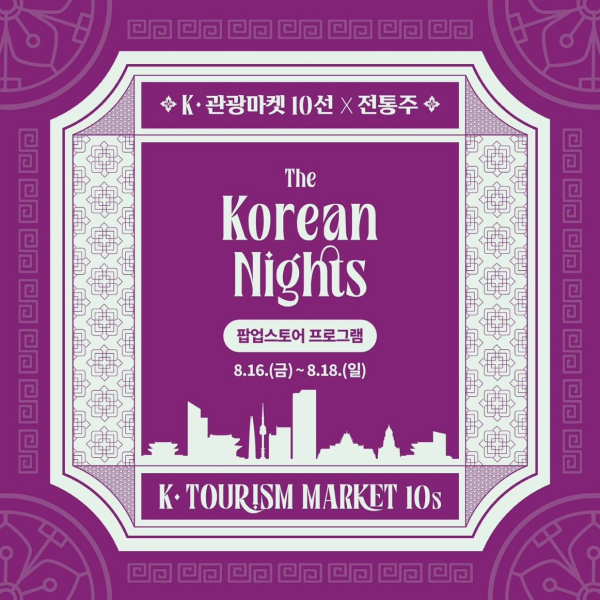 K· 관광마켓 10선 × 전통주
The
Korean
Nights
팝업스토어 프로그램
8.16.(금) ~ 8.18.(일)
K· TOURISM MARKET 10s